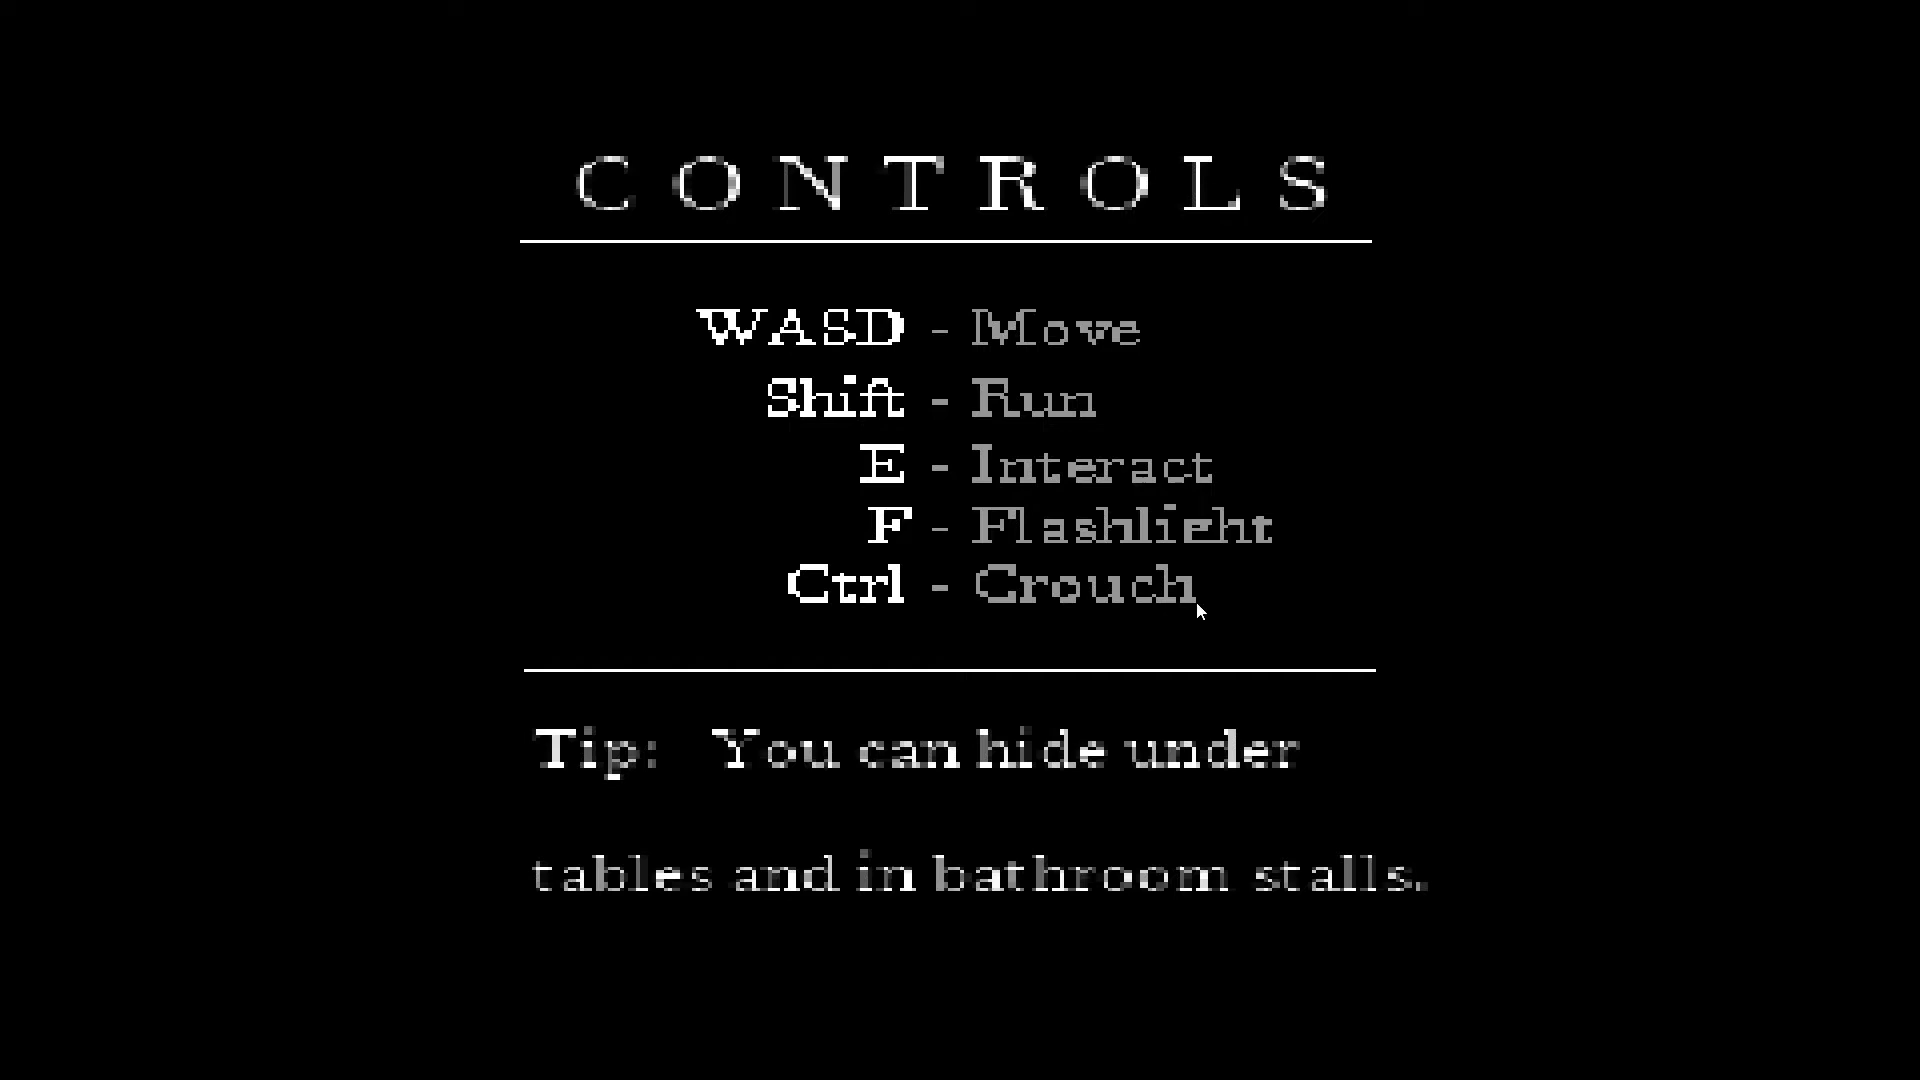 CONTROLS
WASD - Move
Shift - Run
E - Interact
F - Flashlight
Ctrl - Crouch
Tip: You can hide under
tables and in bathroom stalls.